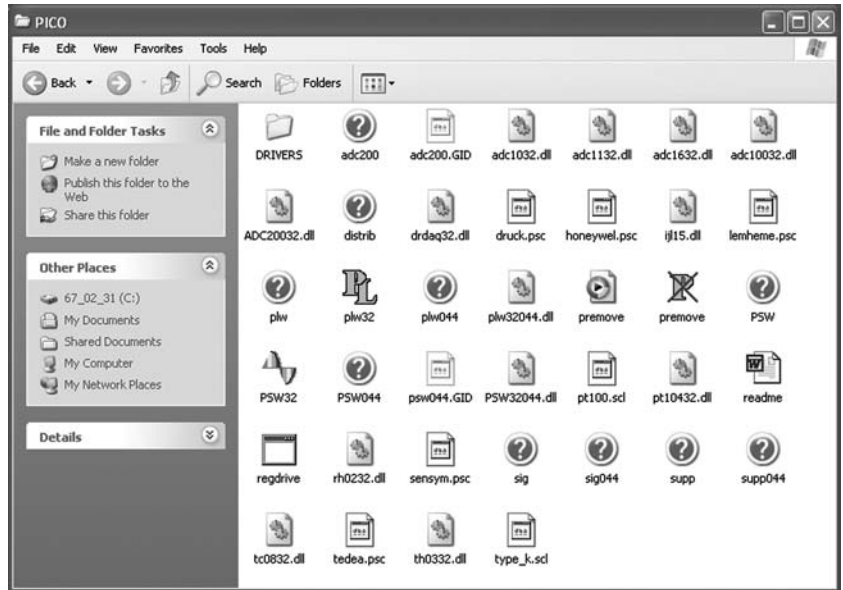 PICO
File Edit View Favorites Tools Help
Back Search Folders
File and Folder Tasks
Make a new folder
Publish this folder to the
Web
Share this folder
Other Places
67_02_31 (C:)
My Documents
Shared Documents
My Computer
My Network Places
Details
DRIVERS adc200 adc200.GID adc1032.dll adc1132.dll adc1632.dll adc10032.dll
ADC20032.dll distrib drdaq32.dll druck.psc honeywel.psc ijl15.dll lemheme.psc
plw plw32 plw044 plw32044.dll premove premove PSW
PSW32 PSW044 psw044.GID PSW32044.dll pt100.scl pt10432.dll readme
regdrive rh0232.dll sensym.psc sig sig044 supp supp044
tc0832.dll tedea.psc th0332.dll type_k.scl